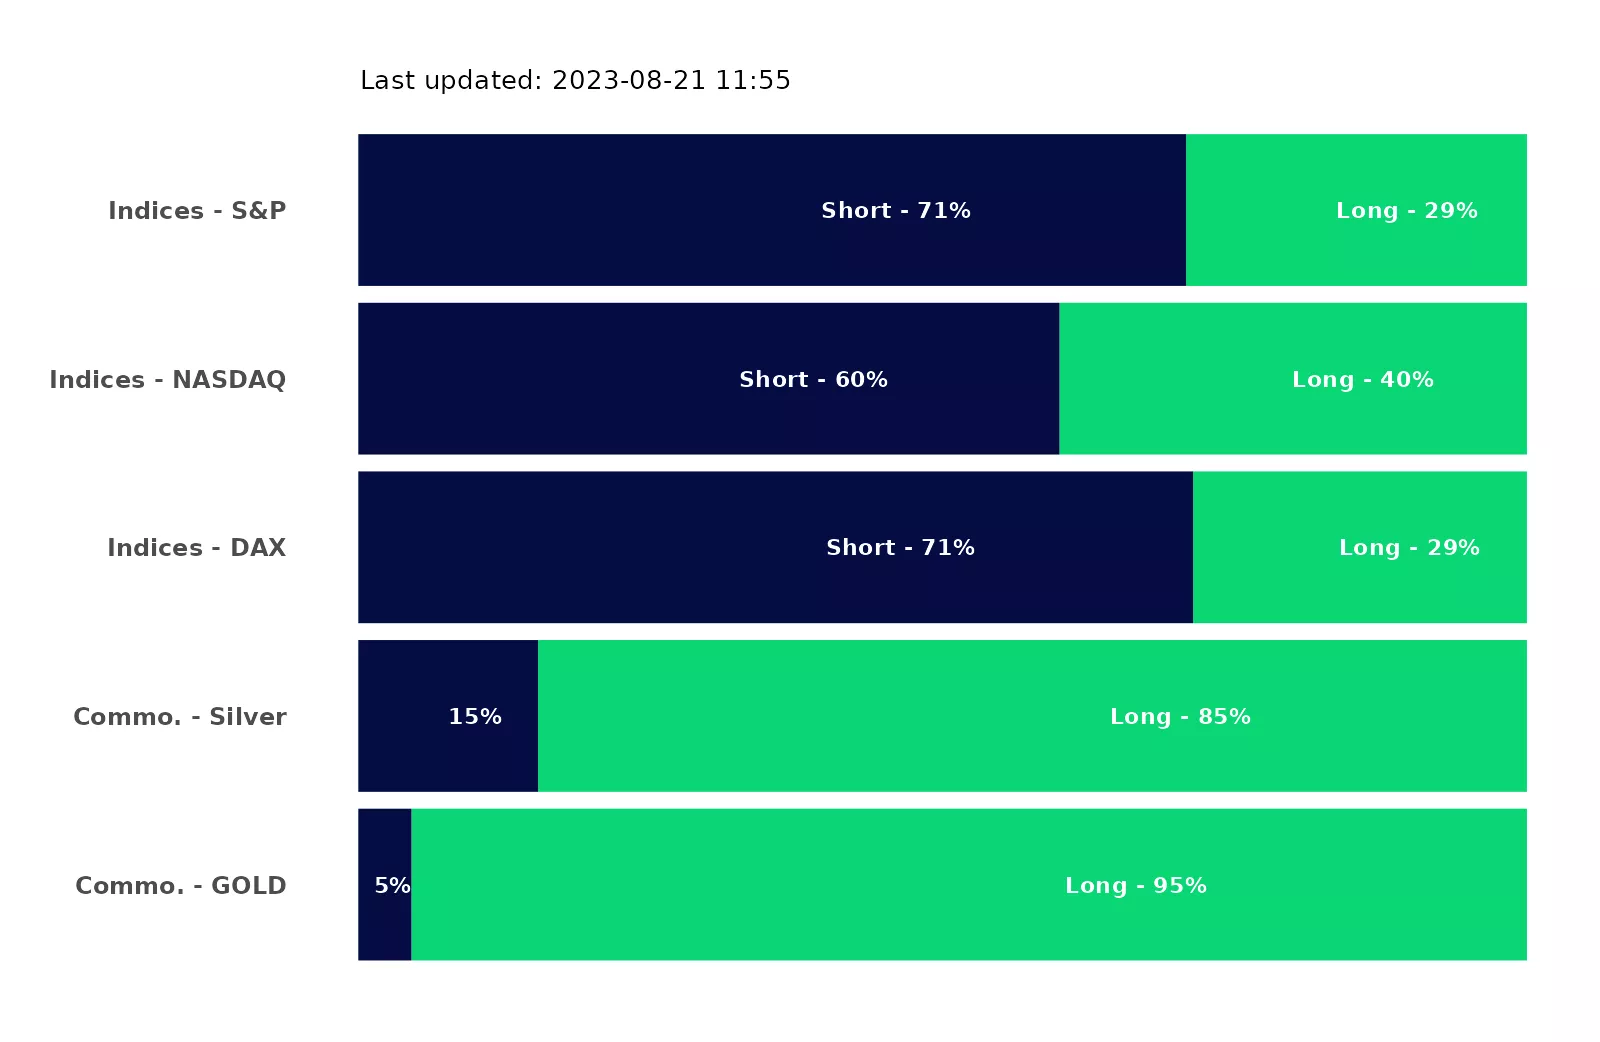 Last updated: 2023-08-21 11:55
Indices - S&P Short - 71% Long - 29%
Indices - NASDAQ Short - 60% Long - 40%
Indices - DAX Short - 71% Long - 29%
Commo. - Silver 15% Long - 85%
Commo. - GOLD 5% Long - 95%